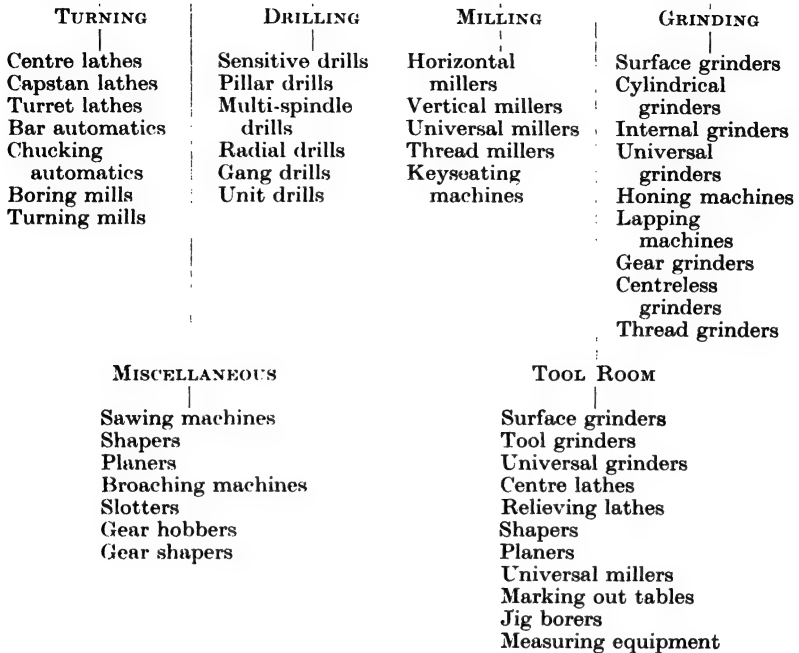 TURNING
Centre lathes
Capstan lathes
Turret lathes
Bar automatics
Chucking
automatics
Boring mills
Turning mills
DRILLING
Sensitive drills
Pillar drills
Multi-spindle
drills
Radial drills
Gang drills
Unit drills
MILLING
Horizontal
millers
Vertical millers
Universal millers
Thread millers
Keyseating
machines
GRINDING
Surface grinders
Cylindrical
grinders
Internal grinders
Universal
grinders
Honing machines
Lapping
machines
Gear grinders
Centreless
grinders
Thread grinders
MISCELLANEOUS
Sawing machines
Shapers
Planers
Broaching machines
Slotters
Gear hobbers
Gear shapers
TOOL ROOM
Surface grinders
Tool grinders
Universal grinders
Centre lathes
Relieving lathes
Shapers
Planers
Universal millers
Marking out tables
Jig borers
Measuring equipment